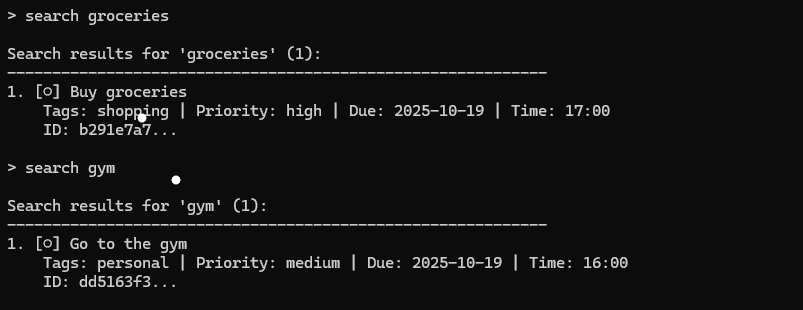 > search groceries
Search results for 'groceries' (1):
------------------------------------------------------------
1. [○] Buy groceries
Tags: shopping | Priority: high | Due: 2025-10-19 | Time: 17:00
ID: b291e7a7...
> search gym
Search results for 'gym' (1):
------------------------------------------------------------
1. [○] Go to the gym
Tags: personal | Priority: medium | Due: 2025-10-19 | Time: 16:00
ID: dd5163f3...